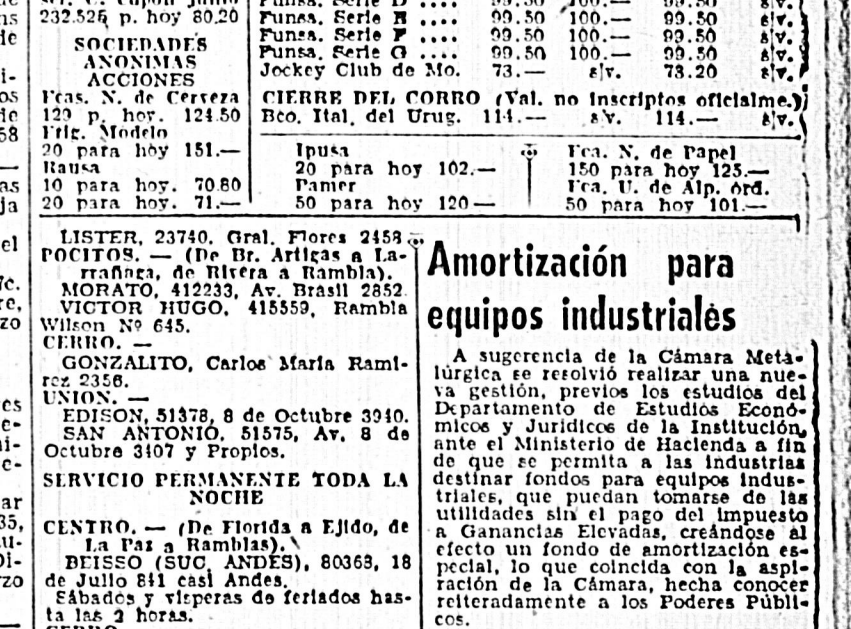 232.525 p. hoy 80.20
SOCIEDADES
ANONIMAS
ACCIONES
Fcas. N. de Cerveza
120 p. hoy. 124.50
Frig. Modelo
20 para hoy 151.—
Rausa
10 para hoy. 70.80
20 para hoy. 71.—
Funsa. Serie E .... 99.50 100.— 99.50 s|v.
Funsa. Serie F .... 99.50 100.— 99.50 s|v.
Funsa. Serie G .... 99.50 100.— 99.50 s|v.
Jockey Club de Mo. 73.— s|v. 73.20 s|v.
CIERRE DEL CORRO (Val. no inscriptos oficialme.)
Bco. Ital. del Urug. 114.— s|v. 114.— s|v.
Ipusa
20 para hoy 102.—
Pamer
50 para hoy 120—
Fca. N. de Papel
150 para hoy 125.—
Fca. U. de Alp. ord.
50 para hoy 101.—
LISTER, 23740. Gral. Flores 2458
POCITOS. — (De Br. Artigas a La-
rrañaga, de Rivera a Rambla).
MORATO, 412233, Av. Brasil 2852.
VICTOR HUGO, 415559, Rambla
Wilson Nº 645.
CERRO. —
GONZALITO, Carlos María Rami-
rez 2356.
UNION. —
EDISON, 51378, 8 de Octubre 3940.
SAN ANTONIO, 51575, Av. 8 de
Octubre 3407 y Propios.
SERVICIO PERMANENTE TODA LA
NOCHE
CENTRO. — (De Florida a Ejido, de
La Paz a Ramblas).
BEISSO (SUC. ANDES), 80363, 18
de Julio 841 casi Andes.
Sábados y vísperas de feriados has-
ta las 2 horas.
Amortización para
equipos industriales
A sugerencia de la Cámara Meta-
lúrgica se resolvió realizar una nue-
va gestión, previos los estudios del
Departamento de Estudios Econó-
micos y Jurídicos de la Institución,
ante el Ministerio de Hacienda a fin
de que se permita a las industrias
destinar fondos para equipos indus-
triales, que puedan tomarse de las
utilidades sin el pago del impuesto
a Ganancias Elevadas, creándose al
efecto un fondo de amortización es-
pecial, lo que coincida con la aspi-
ración de la Cámara, hecha conocer
reiteradamente a los Poderes Públi-
cos.